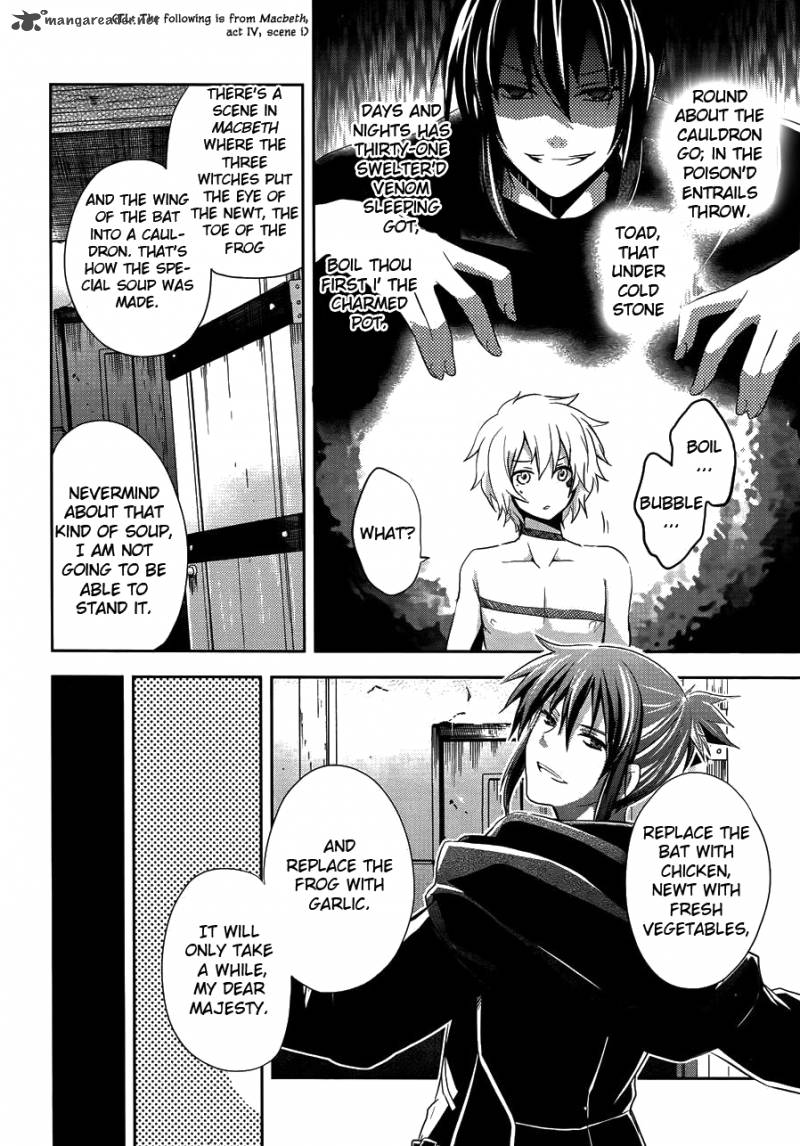 mangareader.net
(TL: The following is from Macbeth,
act IV, scene i)
ROUND
ABOUT THE
CAULDRON
GO; IN THE
POISON'D
ENTRAILS
THROW.
TOAD,
THAT
UNDER
COLD
STONE
DAYS AND
NIGHTS HAS
THIRTY-ONE
SWELTER'D
VENOM
SLEEPING
GOT,
BOIL THOU
FIRST I' THE
CHARMED
POT.
BOIL
...
BUBBLE
...
WHAT?
THERE'S A
SCENE IN
MACBETH
WHERE THE
THREE
WITCHES PUT
THE EYE OF
THE NEWT, THE
TOE OF THE
FROG
AND THE WING
OF THE BAT
INTO A CAUL-
DRON. THAT'S
HOW THE SPE-
CIAL SOUP WAS
MADE.
NEVERMIND
ABOUT THAT
KIND OF SOUP,
I AM NOT
GOING TO BE
ABLE TO
STAND IT.
REPLACE THE
BAT WITH
CHICKEN,
NEWT WITH
FRESH
VEGETABLES,
AND
REPLACE THE
FROG WITH
GARLIC.
IT WILL
ONLY TAKE
A WHILE,
MY DEAR
MAJESTY.